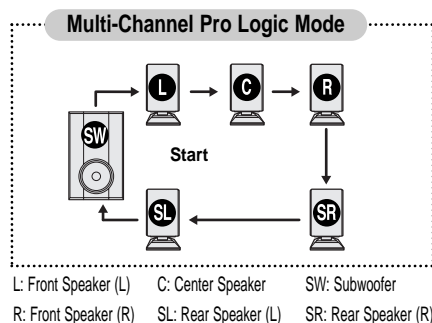 Multi-Channel Pro Logic Mode
L C R
SW
Start
SL SR
L: Front Speaker (L) C: Center Speaker SW: Subwoofer
R: Front Speaker (R) SL: Rear Speaker (L) SR: Rear Speaker (R)